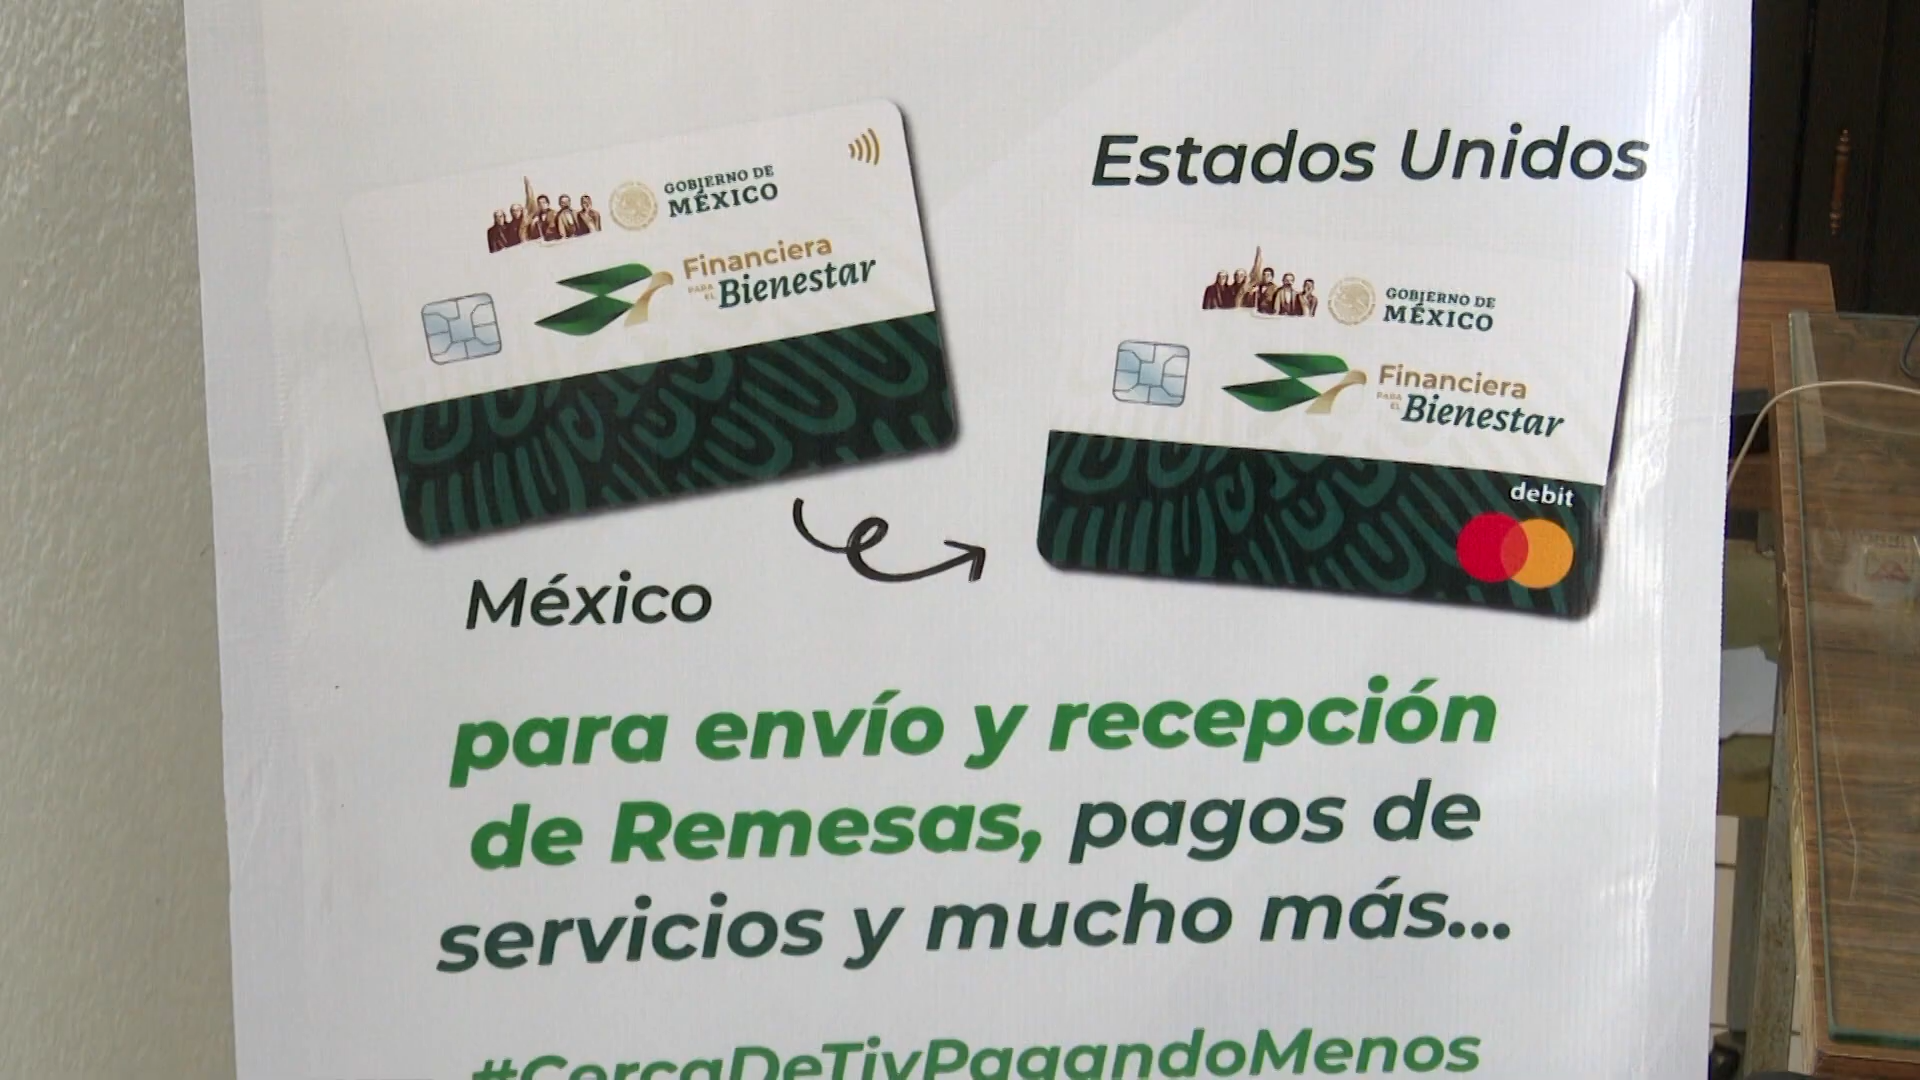 GOBIERNO DE
MÉXICO
Financiera
PARA EL
Bienestar
Estados Unidos
GOBIERNO DE
MÉXICO
Financiera
PARA EL
Bienestar
debit
México
para envío y recepción
de Remesas, pagos de
servicios y mucho más...
#CercaDeTiyPagandoMenos